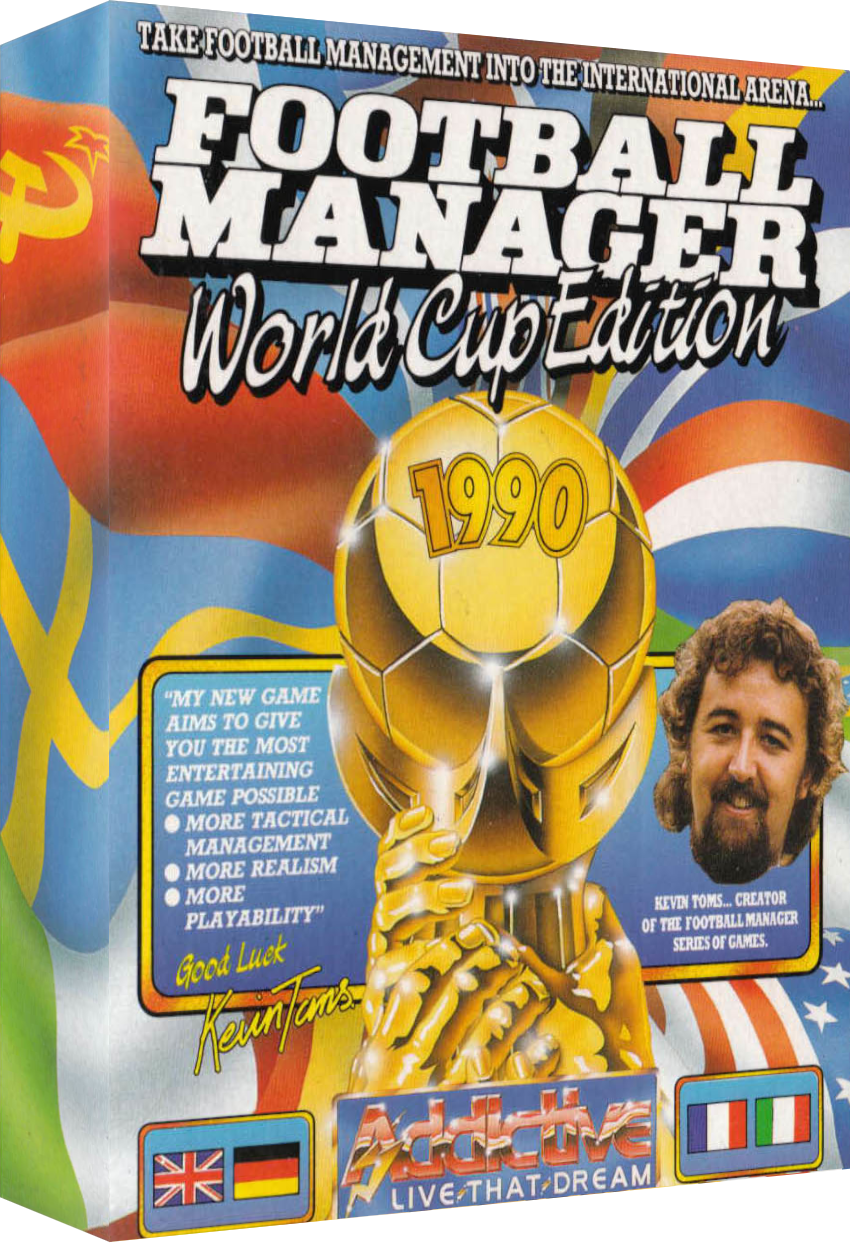 TAKE FOOTBALL MANAGEMENT INTO THE INTERNATIONAL ARENA...
FOOTBALL
MANAGER
World Cup Edition
1990
"MY NEW GAME
AIMS TO GIVE
YOU THE MOST
ENTERTAINING
GAME POSSIBLE
● MORE TACTICAL
MANAGEMENT
● MORE REALISM
● MORE
PLAYABILITY"
Good Luck
Kevin Toms
KEVIN TOMS... CREATOR
OF THE FOOTBALL MANAGER
SERIES OF GAMES.
Addictive
LIVE THAT DREAM